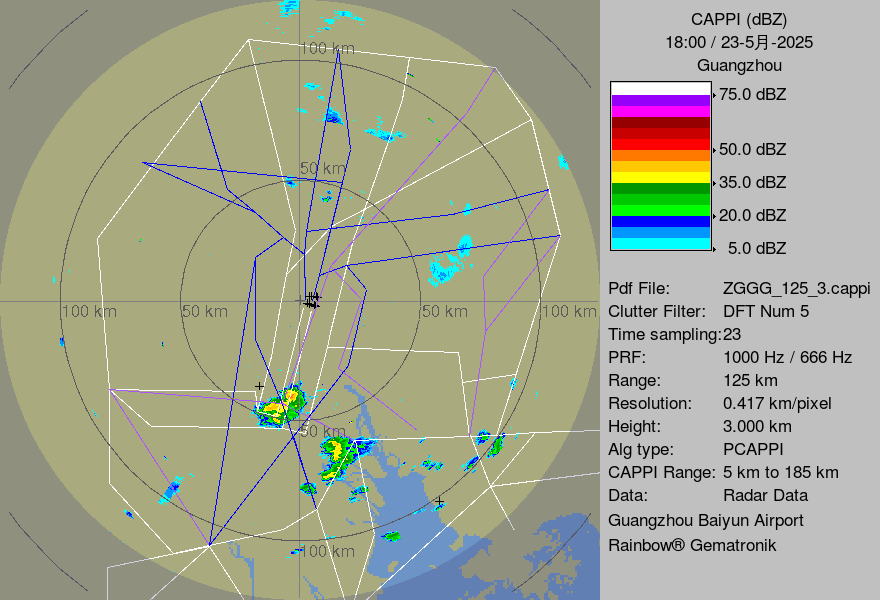 CAPPI (dBZ)
18:00 / 23-5月-2025
Guangzhou
75.0 dBZ
50.0 dBZ
35.0 dBZ
20.0 dBZ
5.0 dBZ
Pdf File: ZGGG_125_3.cappi
Clutter Filter: DFT Num 5
Time sampling:23
PRF: 1000 Hz / 666 Hz
Range: 125 km
Resolution: 0.417 km/pixel
Height: 3.000 km
Alg type: PCAPPI
CAPPI Range: 5 km to 185 km
Data: Radar Data
Guangzhou Baiyun Airport
Rainbow® Gematronik
100 km
50 km
100 km
50 km
50 km
100 km
50 km
100 km